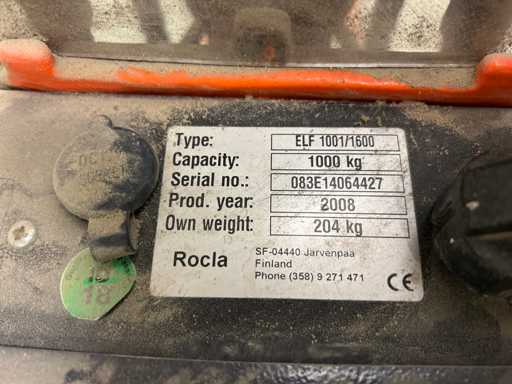 Type: ELF 1001/1600
Capacity: 1000 kg
Serial no.: 083E14064427
Prod. year: 2008
Own weight: 204 kg
Rocla
SF-04440 Jarvenpaa
Finland
Phone (358) 9 271 471
CE
18